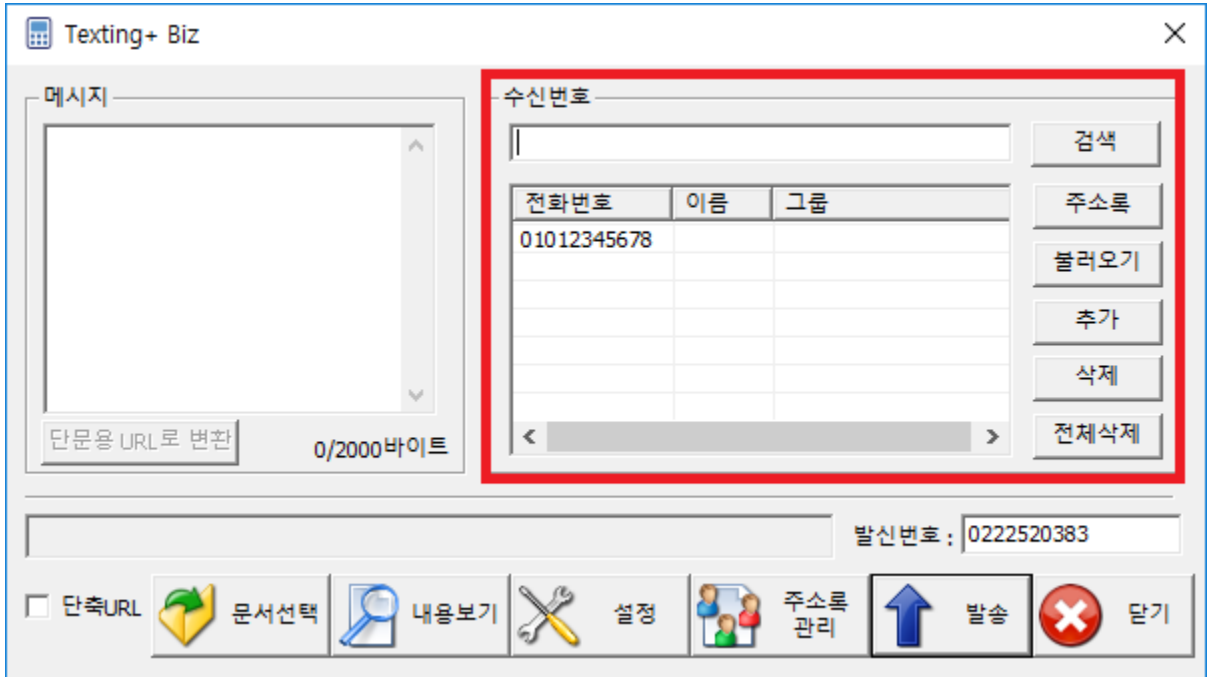 Texting+ Biz
메시지
단문용 URL로 변환
0/2000바이트
수신번호
검색
전화번호 이름 그룹
01012345678
주소록
불러오기
추가
삭제
전체삭제
발신번호 : 0222520383
단축URL
문서선택
내용보기
설정
주소록
관리
발송
닫기